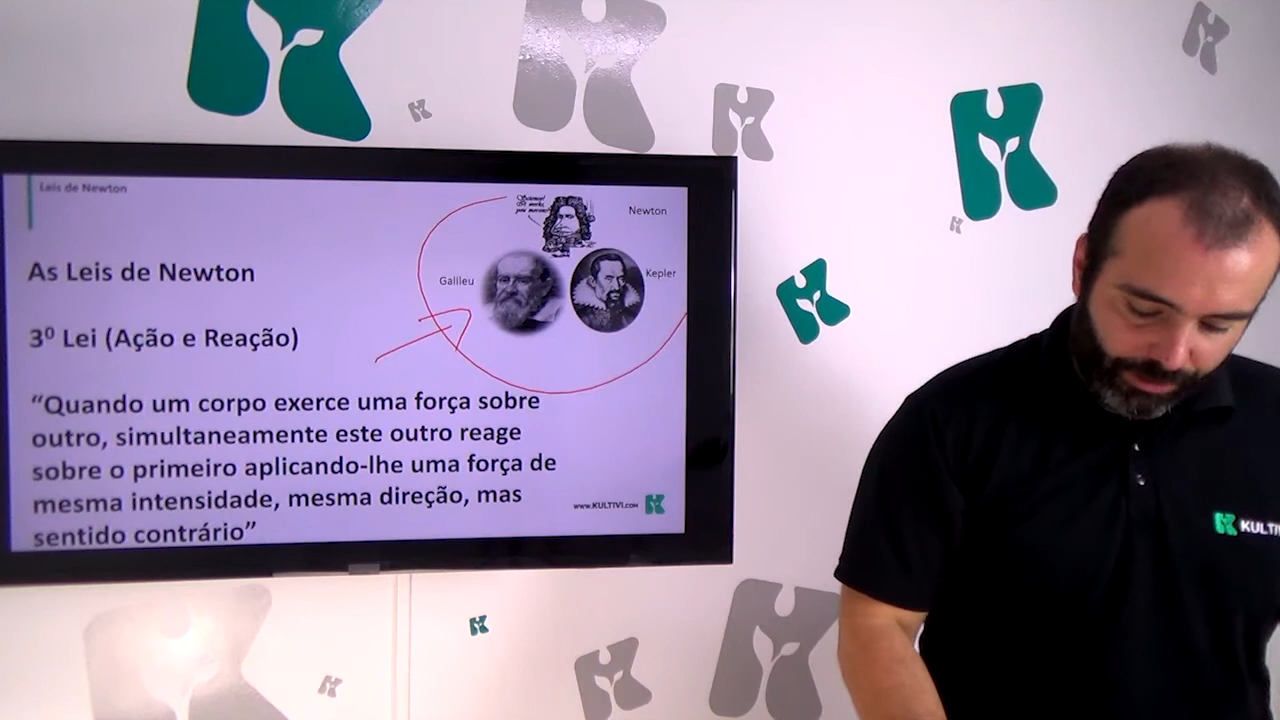 Leis de Newton
Newton
Galileu
Kepler
As Leis de Newton
3º Lei (Ação e Reação)
“Quando um corpo exerce uma força sobre
outro, simultaneamente este outro reage
sobre o primeiro aplicando-lhe uma força de
mesma intensidade, mesma direção, mas
sentido contrário”
www.KULTIVI.com
KULTIV